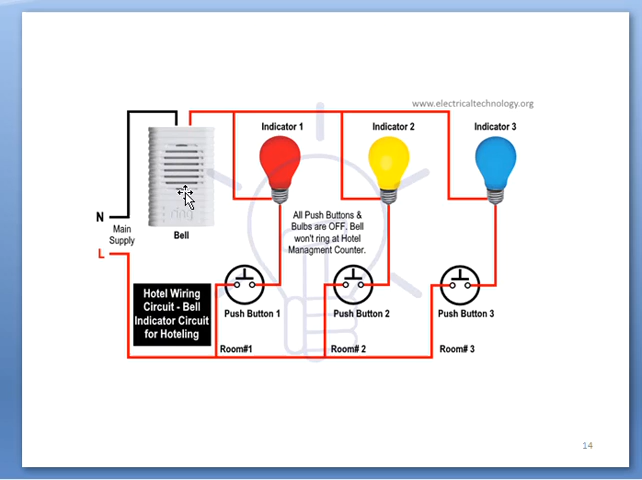 www.electricaltechnology.org
Indicator 1
Indicator 2
Indicator 3
ring
N
Main
Supply
L
Bell
All Push Buttons &
Bulbs are OFF. Bell
won't ring at Hotel
Managment Counter.
Hotel Wiring
Circuit - Bell
Indicator Circuit
for Hoteling
Push Button 1
Push Button 2
Push Button 3
Room#1
Room# 2
Room# 3
14